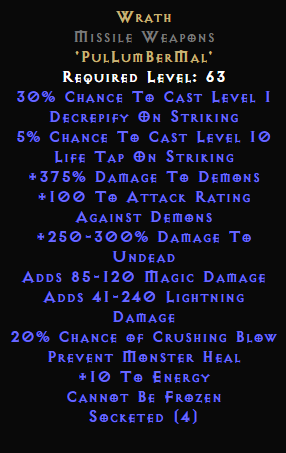 Wrath
Missile Weapons
'PulLumBerMal'
Required Level: 63
30% Chance To Cast Level 1
Decrepify On Striking
5% Chance To Cast Level 10
Life Tap On Striking
+375% Damage To Demons
+100 To Attack Rating
Against Demons
+250-300% Damage To
Undead
Adds 85-120 Magic Damage
Adds 41-240 Lightning
Damage
20% Chance of Crushing Blow
Prevent Monster Heal
+10 To Energy
Cannot Be Frozen
Socketed (4)